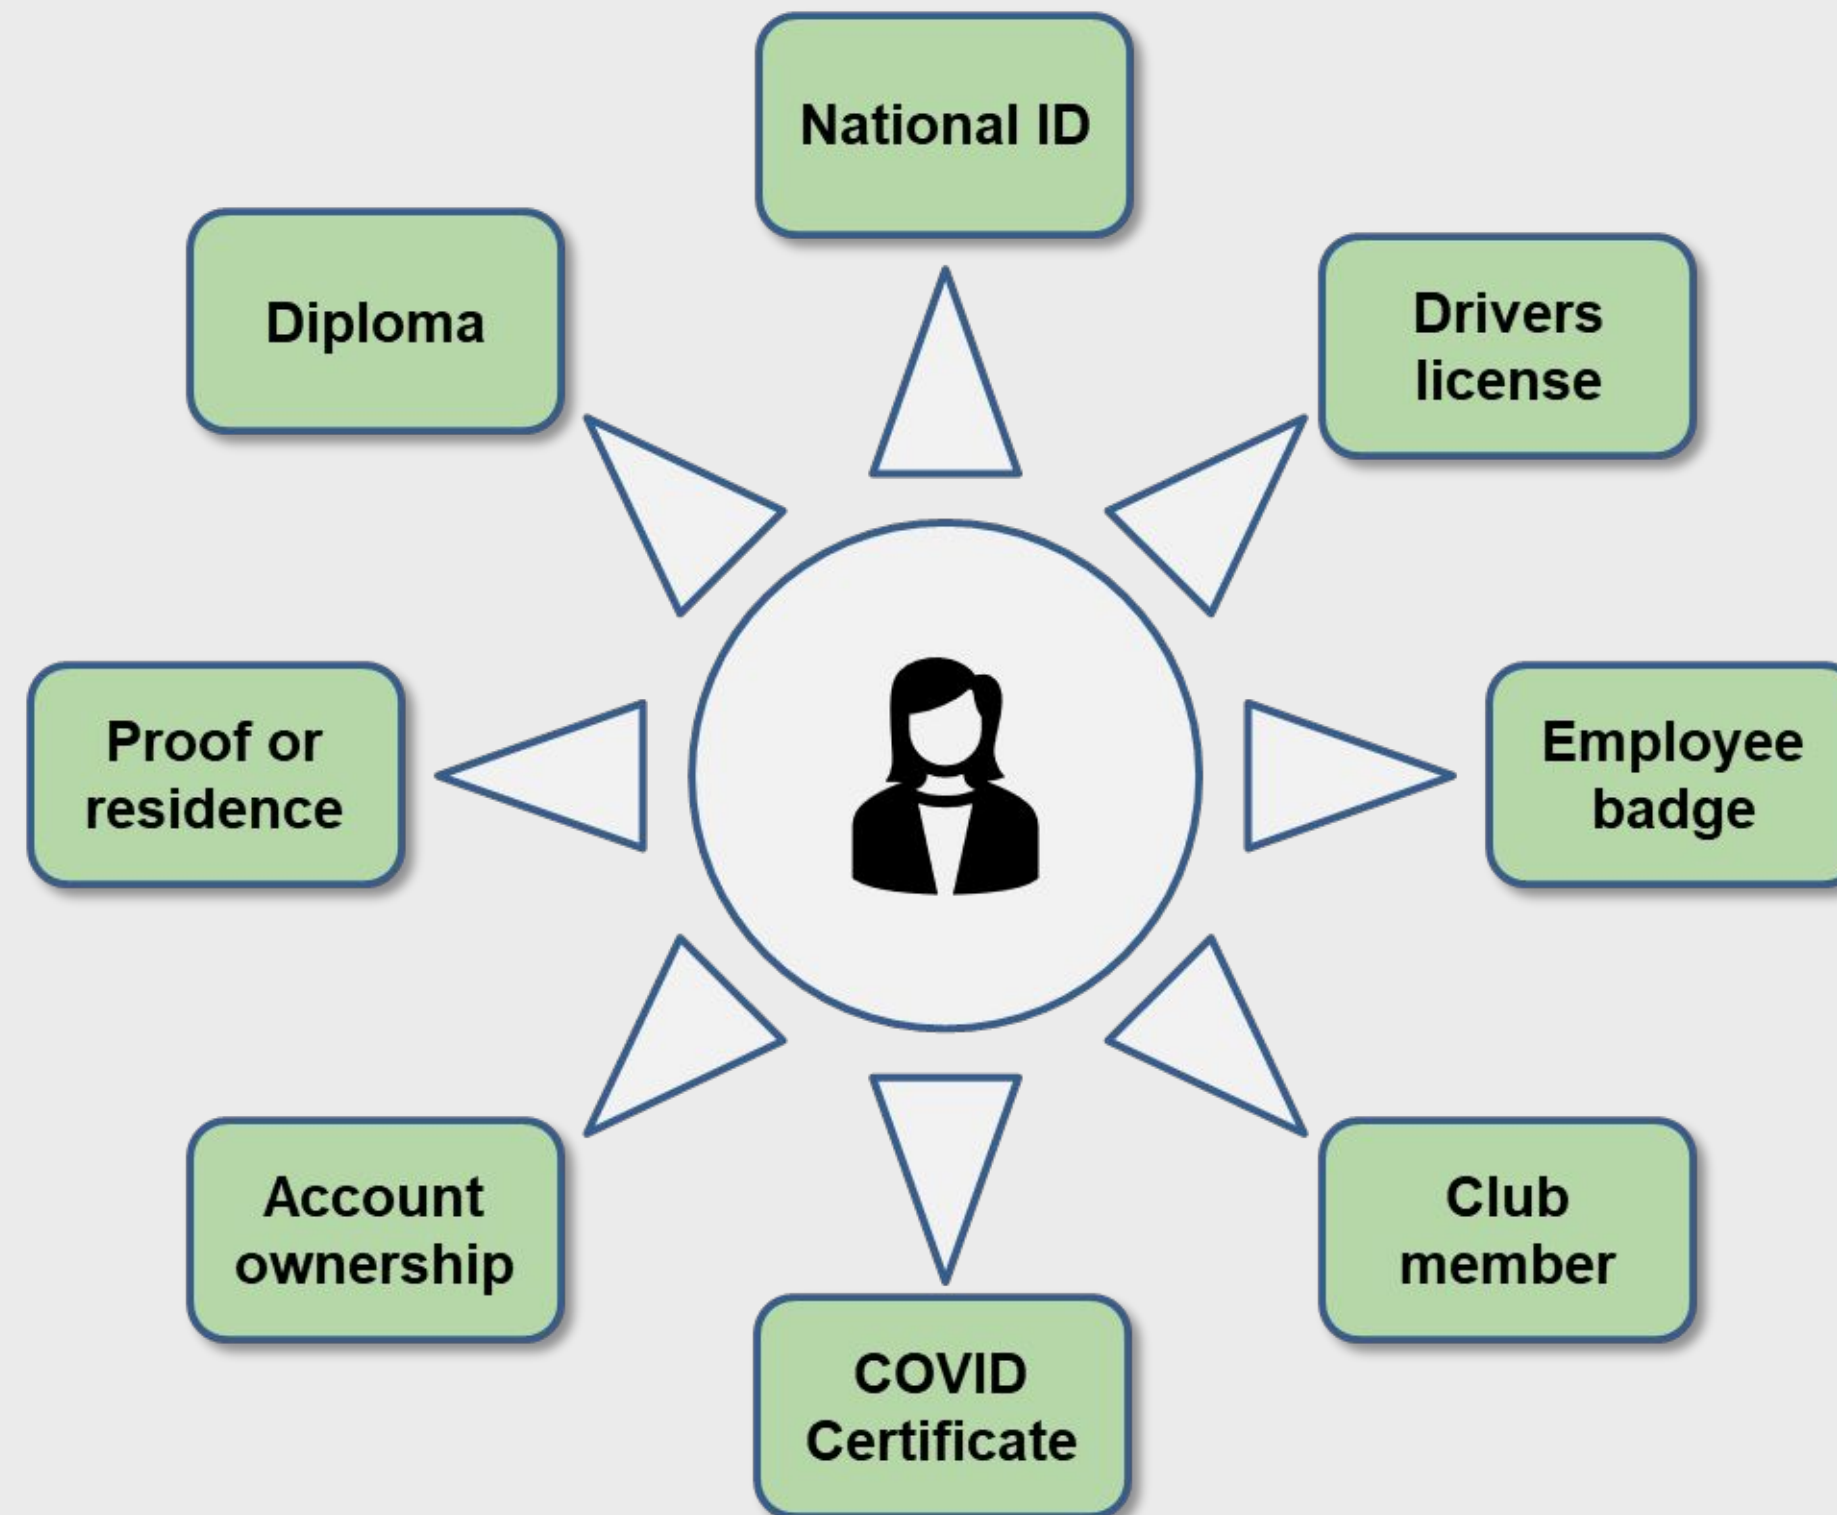 National ID
Diploma
Drivers
license
Proof or
residence
Employee
badge
Account
ownership
Club
member
COVID
Certificate